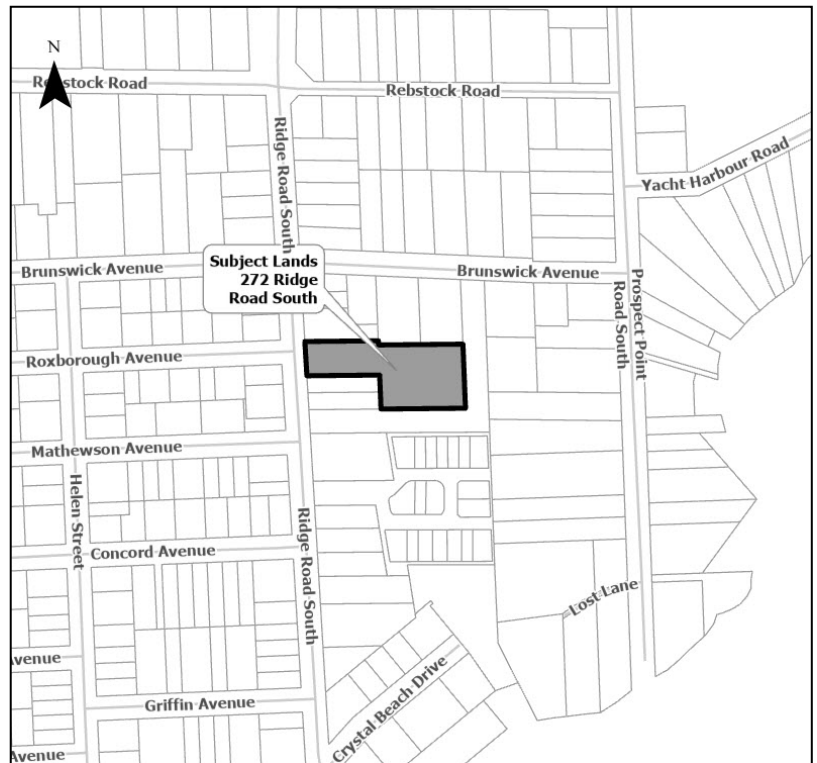 N
Rebstock Road
Rebstock Road
Ridge Road South
Yacht Harbour Road
Subject Lands
272 Ridge
Road South
Brunswick Avenue
Brunswick Avenue
Prospect Point
Road South
Roxborough Avenue
Mathewson Avenue
Helen Street
Ridge Road South
Concord Avenue
Lost Lane
Avenue
Crystal Beach Drive
Griffin Avenue
Avenue